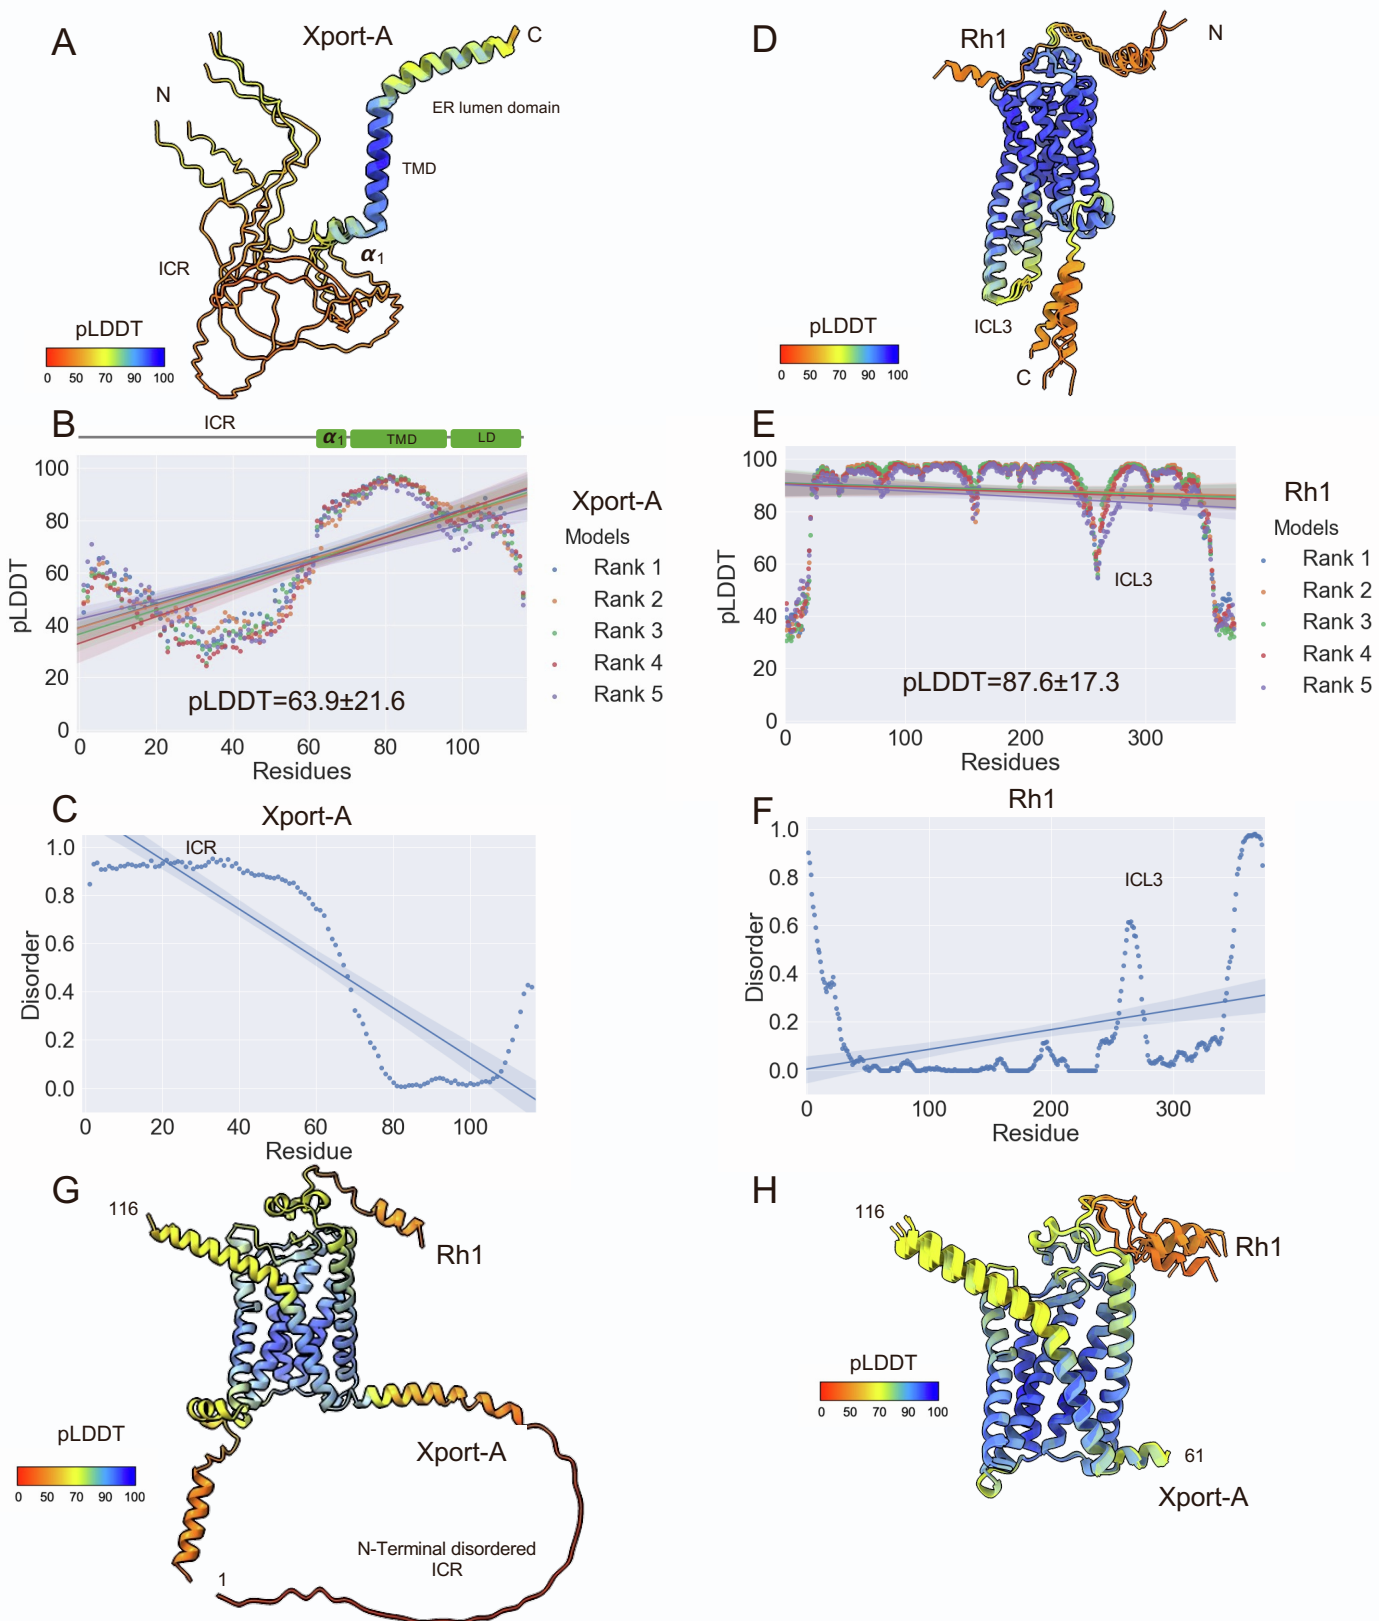 A
Xport-A
C
N
ER lumen domain
TMD
α1
ICR
pLDDT
0 50 70 90 100
D
Rh1
N
ICL3
pLDDT
0 50 70 90 100
C
B
ICR
α1 TMD LD
100
80
60
40
20
0
pLDDT
pLDDT=63.9±21.6
0 20 40 60 80 100
Residues
Xport-A
Models
Rank 1
Rank 2
Rank 3
Rank 4
Rank 5
E
100
80
60
40
20
0
pLDDT
ICL3
pLDDT=87.6±17.3
0 100 200 300
Residues
Rh1
Models
Rank 1
Rank 2
Rank 3
Rank 4
Rank 5
C
Xport-A
ICR
1.0
0.8
0.6
0.4
0.2
0.0
Disorder
0 20 40 60 80 100
Residue
F
Rh1
ICL3
1.0
0.8
0.6
0.4
0.2
0.0
Disorder
0 100 200 300
Residue
G
116
Rh1
pLDDT
0 50 70 90 100
Xport-A
N-Terminal disordered
ICR
1
H
116
Rh1
pLDDT
0 50 70 90 100
61
Xport-A